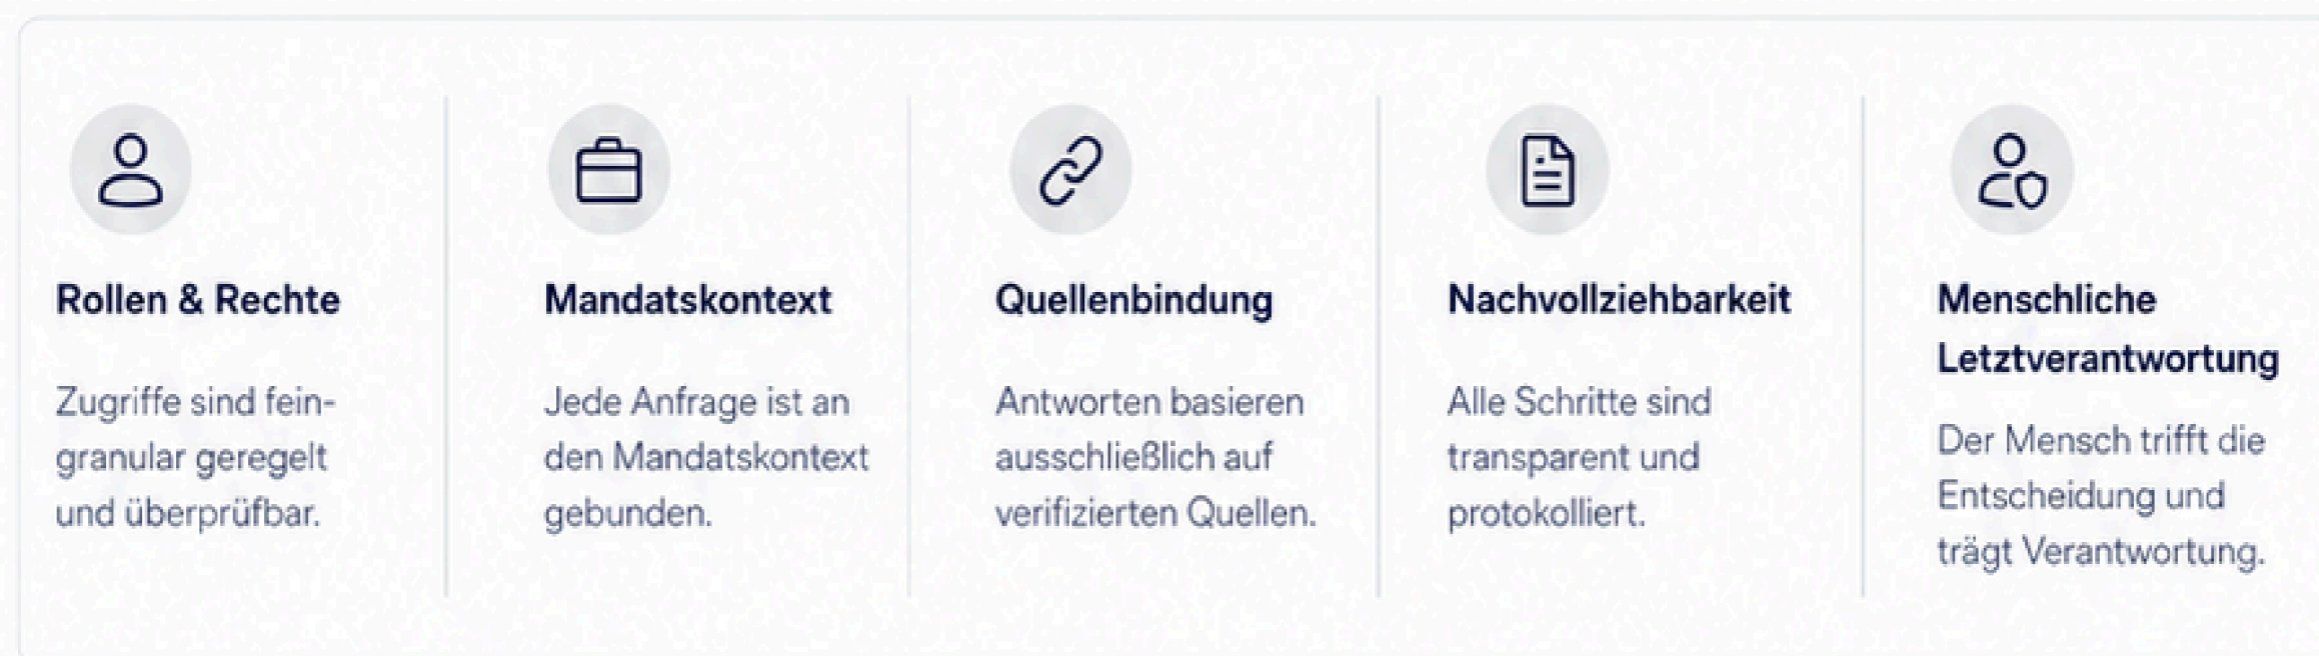 Rollen & Rechte
Zugriffe sind fein-
granular geregelt
und überprüfbar.
Mandatskontext
Jede Anfrage ist an
den Mandatskontext
gebunden.
Quellenbindung
Antworten basieren
ausschließlich auf
verifizierten Quellen.
Nachvollziehbarkeit
Alle Schritte sind
transparent und
protokolliert.
Menschliche
Letztverantwortung
Der Mensch trifft die
Entscheidung und
trägt Verantwortung.